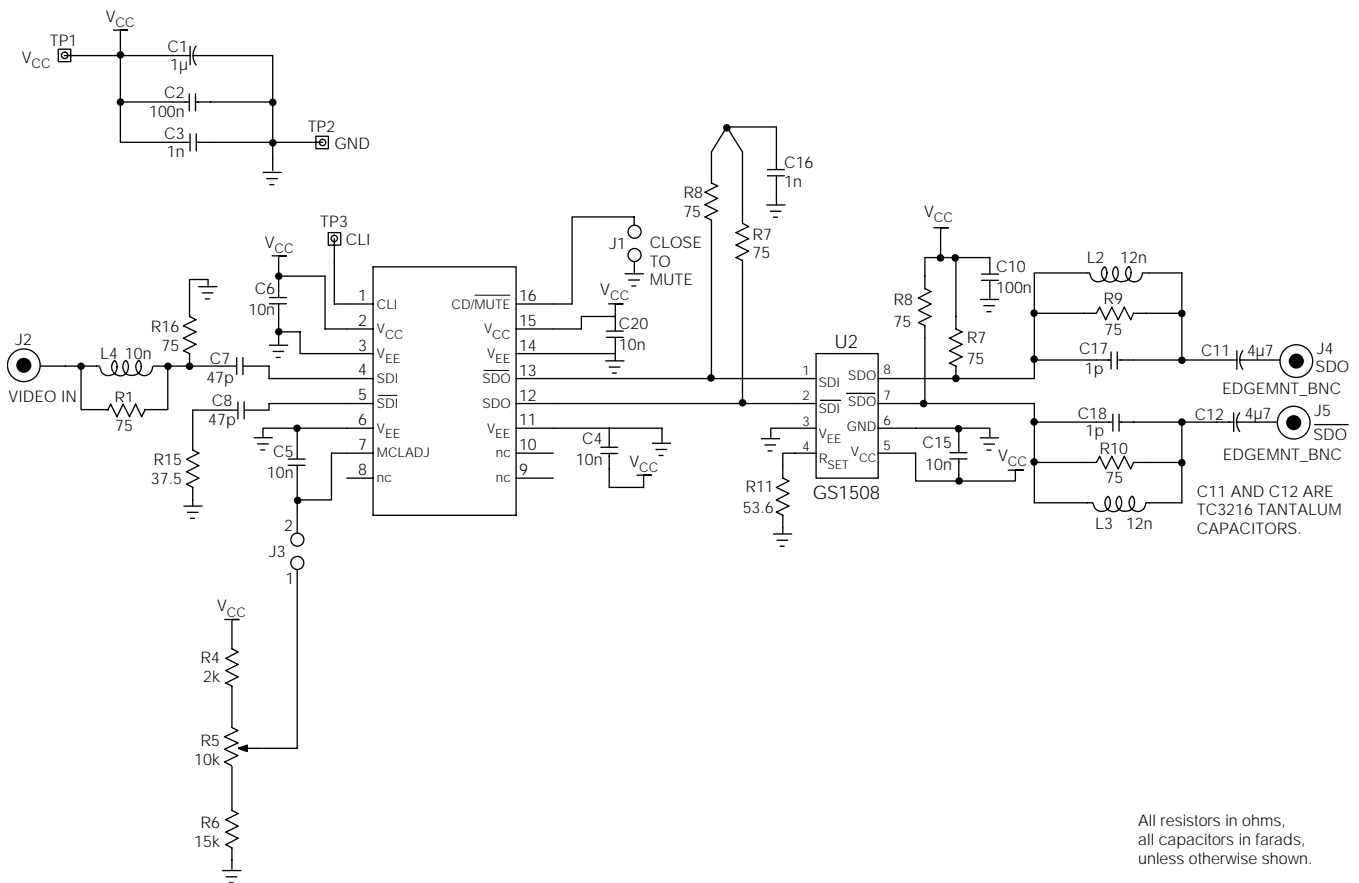 VCC
TP1
VCC
C1
1µ
C2
100n
C3
1n
TP2
GND
C16
1n
R8
75
R7
75
TP3
CLI
J1
CLOSE
TO
MUTE
VCC
C6
10n
R16
75
J2
VIDEO IN
L4 10n
R1
75
C7
47p
C8
47p
R15
37.5
C5
10n
1 CLI
2 VCC
3 VEE
4 SDI
5 SDI
6 VEE
7 MCLADJ
8 nc
CD/MUTE 16
VCC 15
VEE 14
SDO 13
SDO 12
VEE 11
nc 10
nc 9
VCC
C20
10n
C4
10n
VCC
2
J3
1
VCC
R4
2k
R5
10k
R6
15k
U2
1 SDI
2 SDI
3 VEE
4 RSET
SDO 8
SDO 7
GND 6
VCC 5
GS1508
R11
53.6
VCC
C10
100n
R8
75
R7
75
C15
10n
VCC
L2 12n
R9
75
C17
1p
C11 4µ7
J4
SDO
EDGEMNT_BNC
C18
1p
C12 4µ7
J5
SDO
EDGEMNT_BNC
R10
75
L3 12n
C11 AND C12 ARE
TC3216 TANTALUM
CAPACITORS.
All resistors in ohms,
all capacitors in farads,
unless otherwise shown.